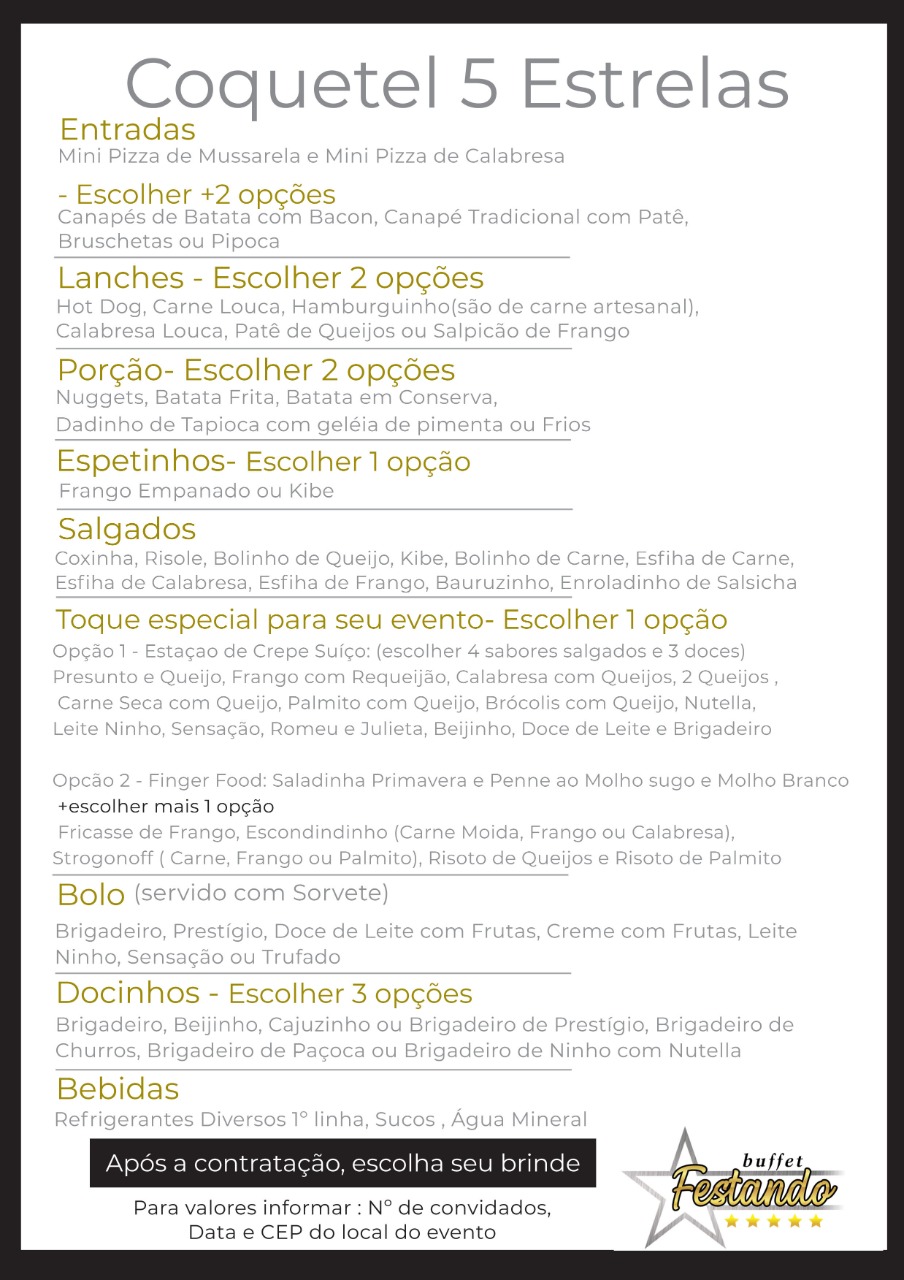 Coquetel 5 Estrelas
Entradas
Mini Pizza de Mussarela e Mini Pizza de Calabresa
- Escolher +2 opções
Canapés de Batata com Bacon, Canapé Tradicional com Patê,
Bruschetas ou Pipoca
Lanches - Escolher 2 opções
Hot Dog, Carne Louca, Hamburguinho(são de carne artesanal),
Calabresa Louca, Patê de Queijos ou Salpicão de Frango
Porção- Escolher 2 opções
Nuggets, Batata Frita, Batata em Conserva,
Dadinho de Tapioca com geléia de pimenta ou Frios
Espetinhos- Escolher 1 opção
Frango Empanado ou Kibe
Salgados
Coxinha, Risole, Bolinho de Queijo, Kibe, Bolinho de Carne, Esfiha de Carne,
Esfiha de Calabresa, Esfiha de Frango, Bauruzinho, Enroladinho de Salsicha
Toque especial para seu evento- Escolher 1 opção
Opção 1 - Estaçao de Crepe Suíço: (escolher 4 sabores salgados e 3 doces)
Presunto e Queijo, Frango com Requeijão, Calabresa com Queijos, 2 Queijos ,
Carne Seca com Queijo, Palmito com Queijo, Brócolis com Queijo, Nutella,
Leite Ninho, Sensação, Romeu e Julieta, Beijinho, Doce de Leite e Brigadeiro
Opcão 2 - Finger Food: Saladinha Primavera e Penne ao Molho sugo e Molho Branco
+escolher mais 1 opção
Fricasse de Frango, Escondindinho (Carne Moida, Frango ou Calabresa),
Strogonoff ( Carne, Frango ou Palmito), Risoto de Queijos e Risoto de Palmito
Bolo (servido com Sorvete)
Brigadeiro, Prestígio, Doce de Leite com Frutas, Creme com Frutas, Leite
Ninho, Sensação ou Trufado
Docinhos - Escolher 3 opções
Brigadeiro, Beijinho, Cajuzinho ou Brigadeiro de Prestígio, Brigadeiro de
Churros, Brigadeiro de Paçoca ou Brigadeiro de Ninho com Nutella
Bebidas
Refrigerantes Diversos 1º linha, Sucos , Água Mineral
Após a contratação, escolha seu brinde
Para valores informar : Nº de convidados,
Data e CEP do local do evento
buffet
Festando